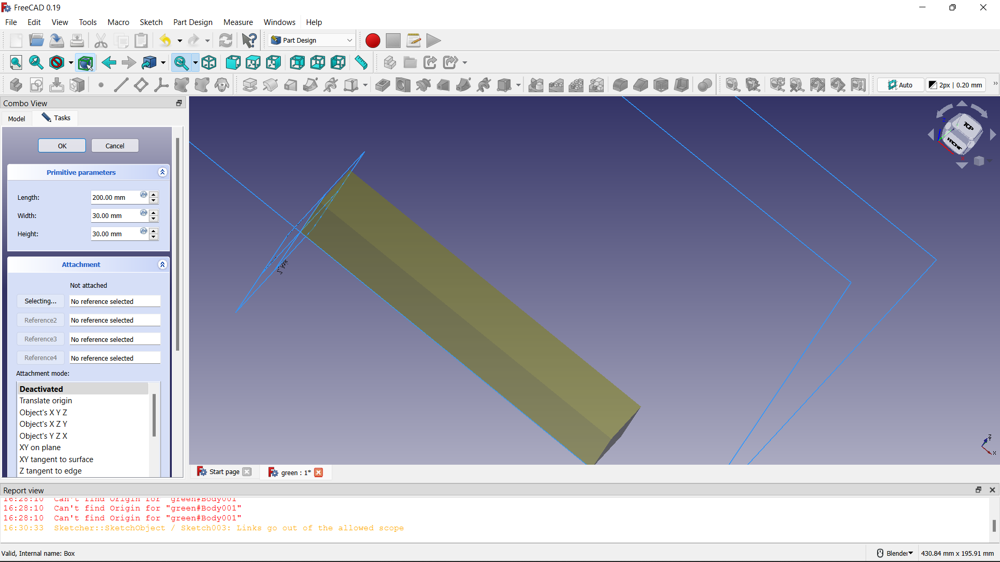 FreeCAD 0.19
File Edit View Tools Macro Sketch Part Design Measure Windows Help
Part Design
Auto
2px | 0.20 mm
Combo View
Model
Tasks
OK
Cancel
Primitive parameters
Length: 200.00 mm
Width: 30.00 mm
Height: 30.00 mm
Attachment
Not attached
Selecting... No reference selected
Reference2 No reference selected
Reference3 No reference selected
Reference4 No reference selected
Attachment mode:
Deactivated
Translate origin
Object's X Y Z
Object's X Z Y
Object's Y Z X
XY on plane
XY tangent to surface
Z tangent to edge
TOP
FRONT
Z
X
Z
Y
X
Start page
green : 1*
Report view
16:28:10 Can't find Origin for "green#Body001"
16:28:10 Can't find Origin for "green#Body001"
16:28:10 Can't find Origin for "green#Body001"
16:30:33 Sketcher::SketchObject / Sketch003: Links go out of the allowed scope
Valid, Internal name: Box
Blender
430.84 mm x 195.91 mm